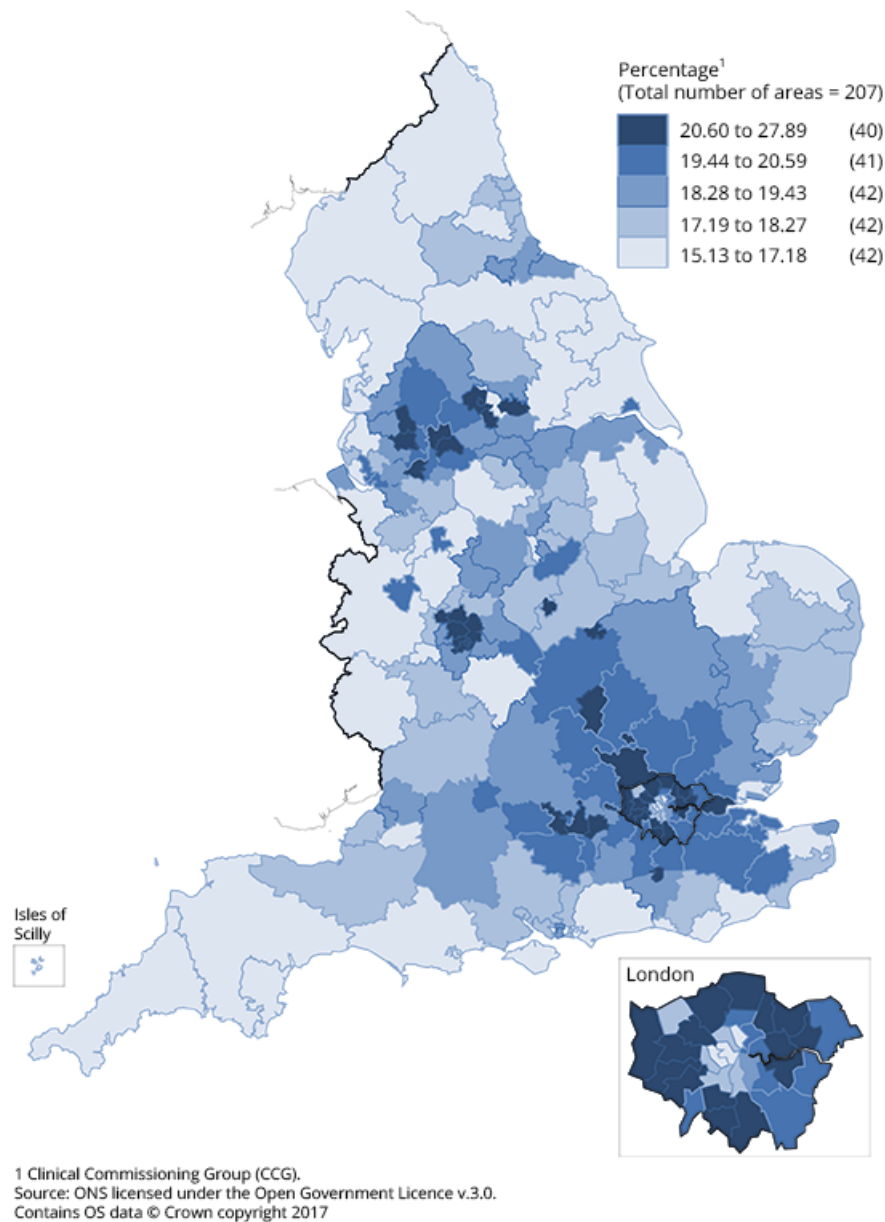 Percentage¹
(Total number of areas = 207)
20.60 to 27.89 (40)
19.44 to 20.59 (41)
18.28 to 19.43 (42)
17.19 to 18.27 (42)
15.13 to 17.18 (42)
Isles of
Scilly
London
1 Clinical Commissioning Group (CCG).
Source: ONS licensed under the Open Government Licence v.3.0.
Contains OS data © Crown copyright 2017